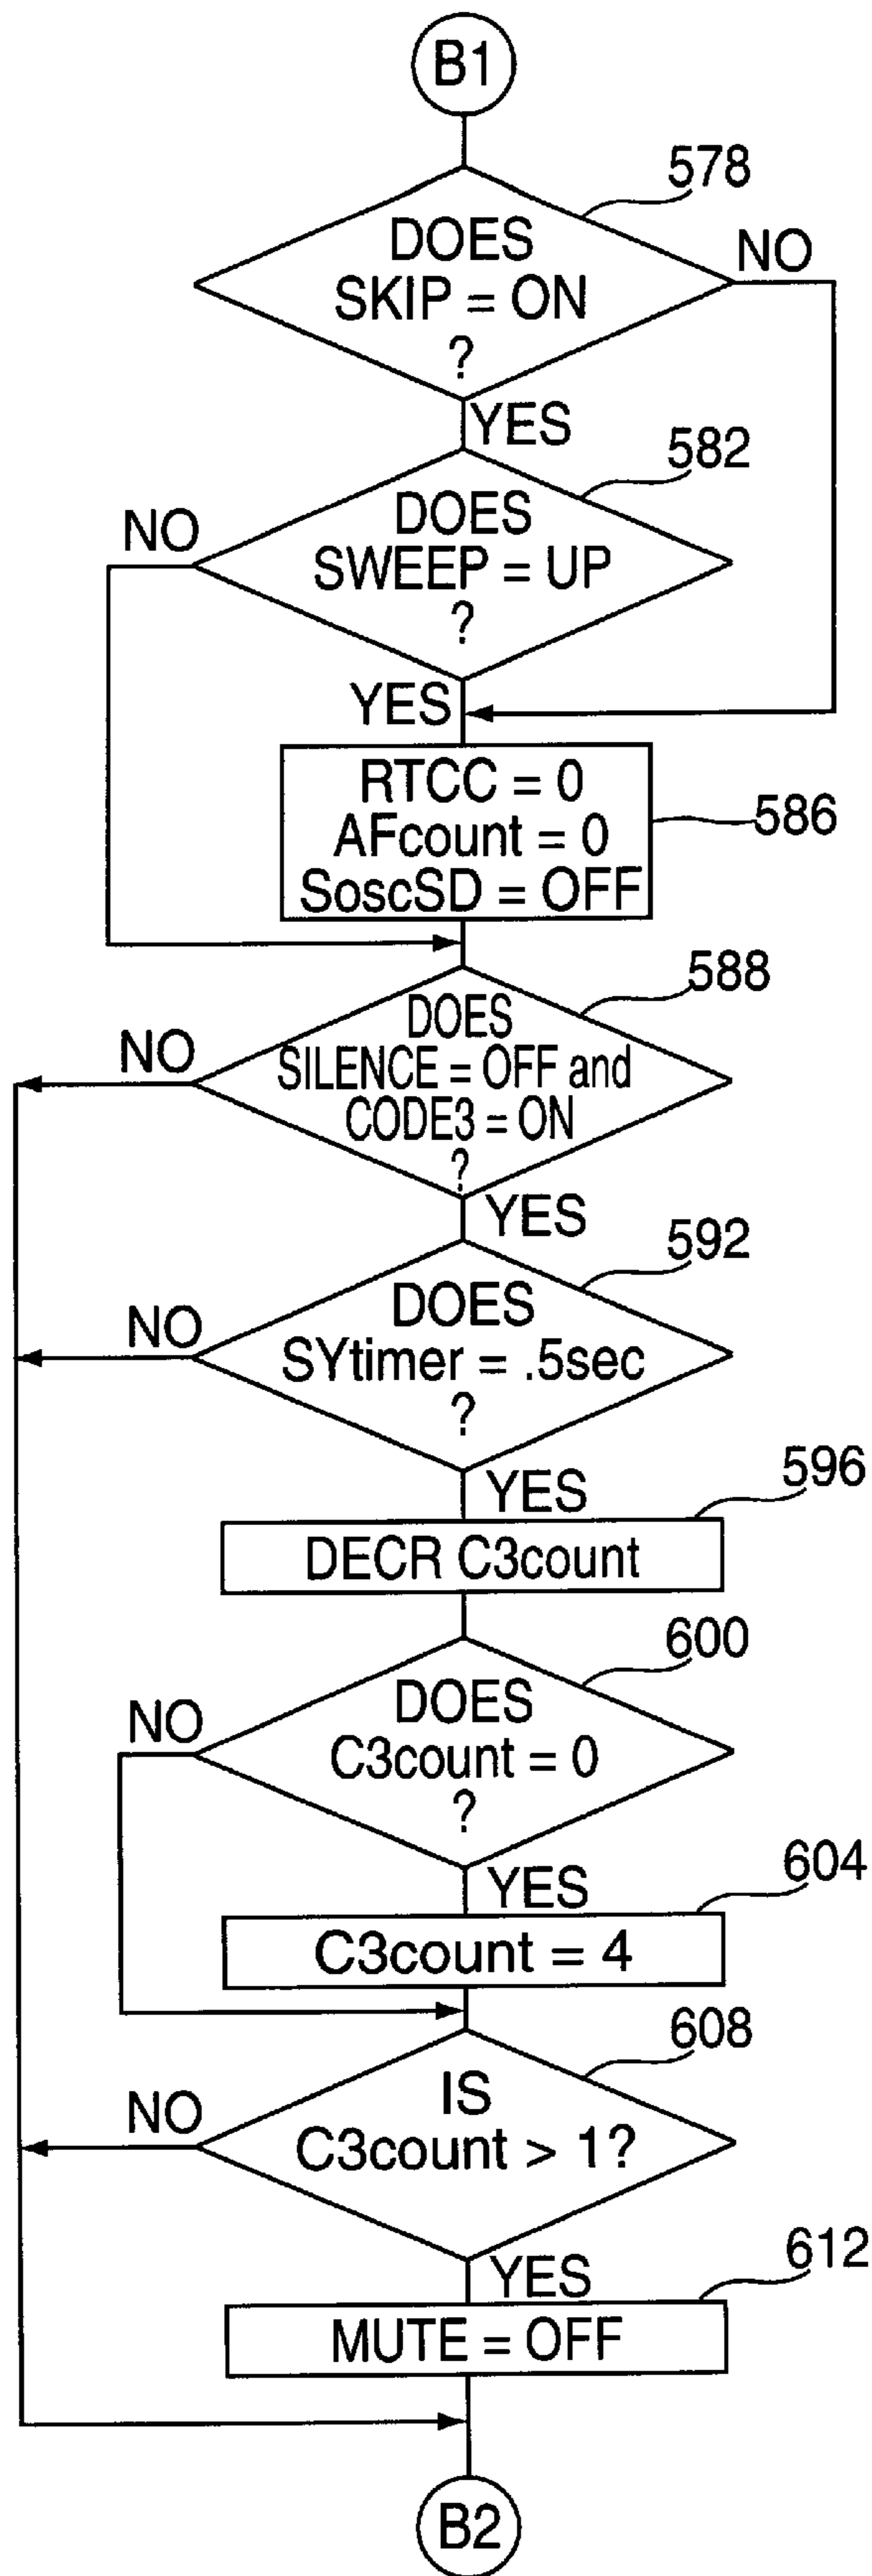 B1
578
DOES
SKIP = ON
?
NO
YES
582
DOES
SWEEP = UP
?
NO
YES
RTCC = 0
AFcount = 0
SoscSD = OFF
586
588
DOES
SILENCE = OFF and
CODE3 = ON
?
NO
YES
592
DOES
SYtimer = .5sec
?
NO
YES
596
DECR C3count
600
DOES
C3count = 0
?
NO
YES
604
C3count = 4
608
IS
C3count > 1?
NO
YES
612
MUTE = OFF
B2